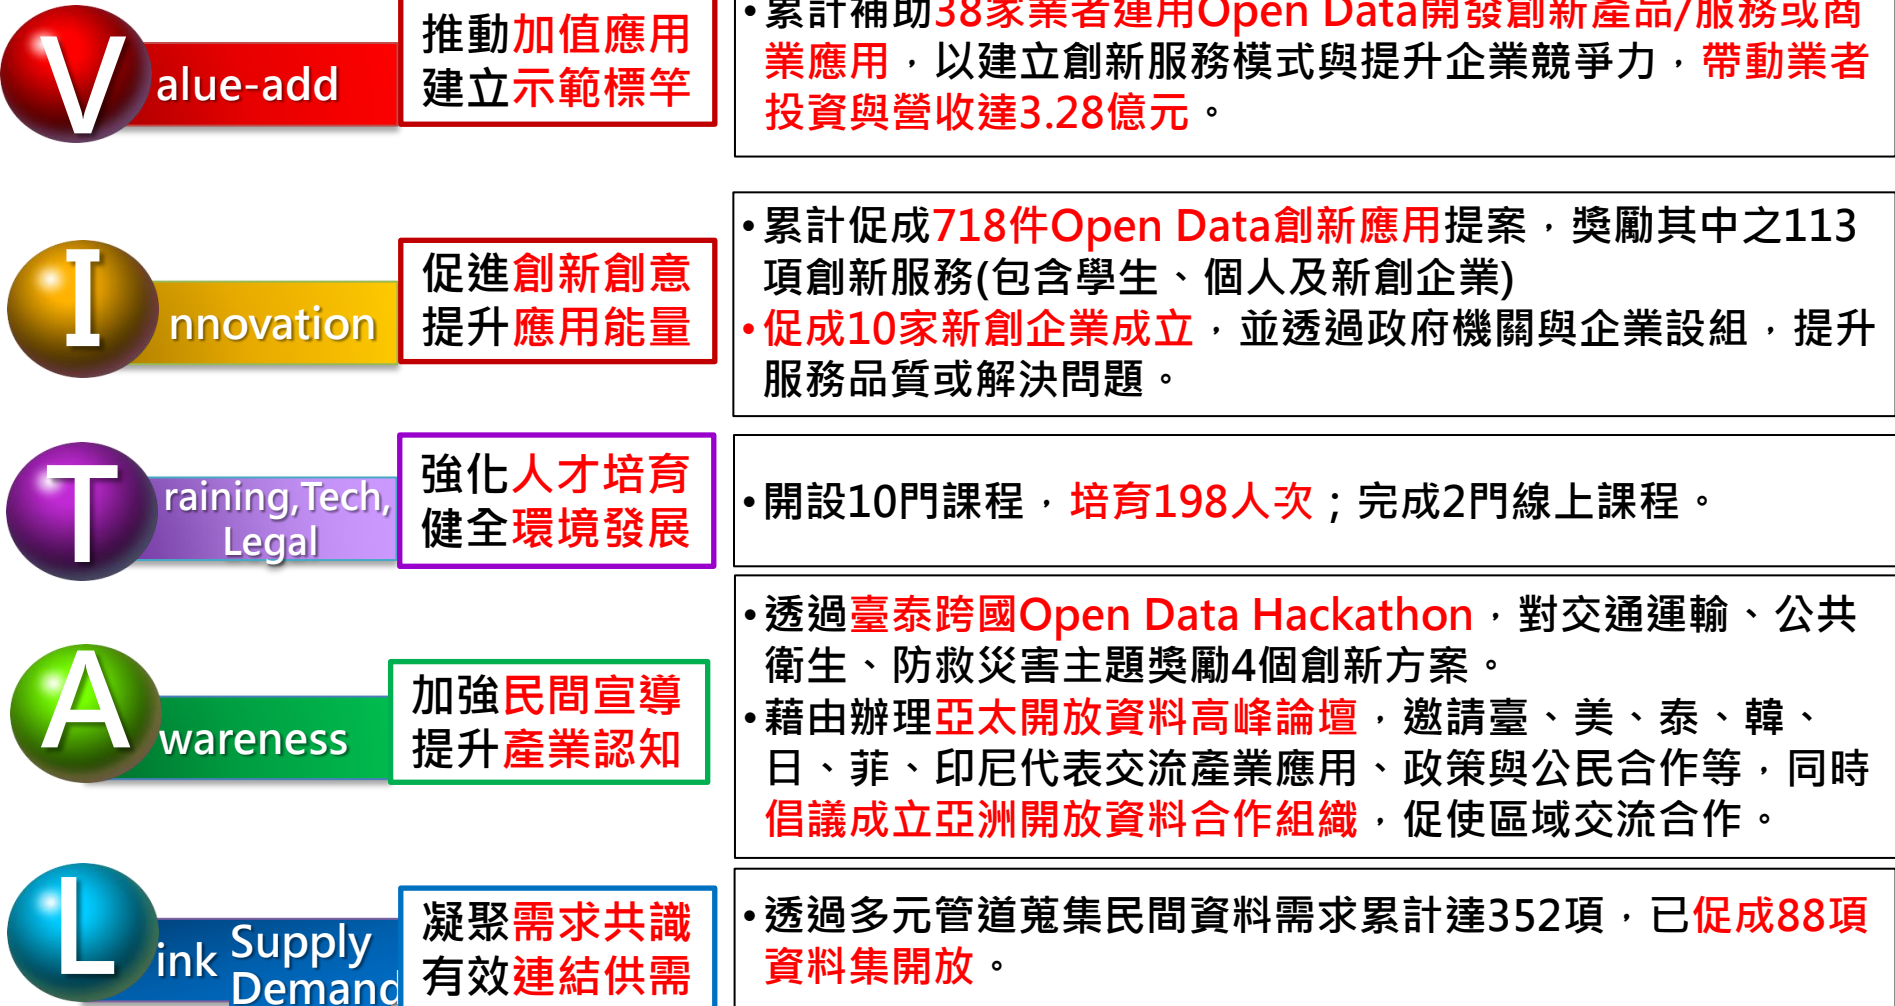 Value-add
推動加值應用
建立示範標竿
•累計補助38家業者運用Open Data開發創新產品/服務或商
業應用，以建立創新服務模式與提升企業競爭力，帶動業者
投資與營收達3.28億元。
Innovation
促進創新創意
提升應用能量
•累計促成718件Open Data創新應用提案，獎勵其中之113
項創新服務(包含學生、個人及新創企業)
•促成10家新創企業成立，並透過政府機關與企業設組，提升
服務品質或解決問題。
Training,Tech,
Legal
強化人才培育
健全環境發展
•開設10門課程，培育198人次；完成2門線上課程。
Awareness
加強民間宣導
提升產業認知
•透過臺泰跨國Open Data Hackathon，對交通運輸、公共
衛生、防救災害主題獎勵4個創新方案。
•藉由辦理亞太開放資料高峰論壇，邀請臺、美、泰、韓、
日、菲、印尼代表交流產業應用、政策與公民合作等，同時
倡議成立亞洲開放資料合作組織，促使區域交流合作。
Link Supply
Demand
凝聚需求共識
有效連結供需
•透過多元管道蒐集民間資料需求累計達352項，已促成88項
資料集開放。